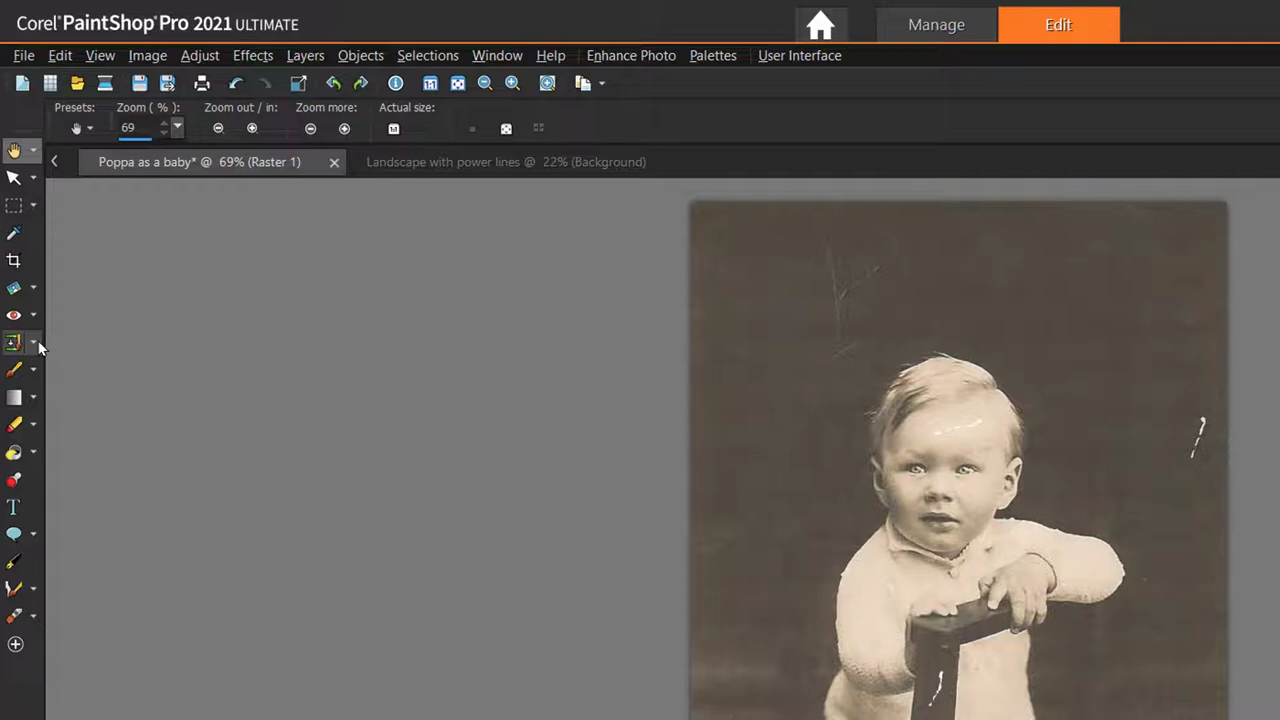 Corel PaintShop Pro 2021 ULTIMATE
Manage
Edit
File Edit View Image Adjust Effects Layers Objects Selections Window Help Enhance Photo Palettes User Interface
Presets: Zoom ( % ): Zoom out / in: Zoom more: Actual size:
69
Poppa as a baby* @ 69% (Raster 1)
Landscape with power lines @ 22% (Background)